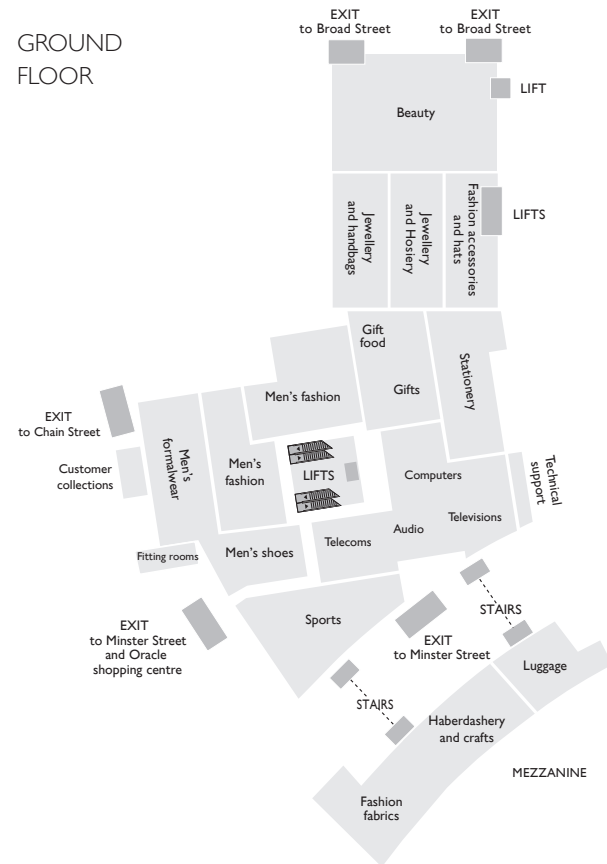 GROUND
FLOOR
EXIT
to Broad Street
EXIT
to Broad Street
LIFT
Beauty
Jewellery
and handbags
Jewellery
and Hosiery
Fashion accessories
and hats
LIFTS
Gift
food
Gifts
Stationery
Men's fashion
EXIT
to Chain Street
Customer
collections
Men's
formalwear
Men's
fashion
LIFTS
Computers
Technical
support
Televisions
Audio
Telecoms
Men's shoes
Fitting rooms
Sports
EXIT
to Minster Street
and Oracle
shopping centre
EXIT
to Minster Street
STAIRS
Luggage
STAIRS
Haberdashery
and crafts
MEZZANINE
Fashion
fabrics